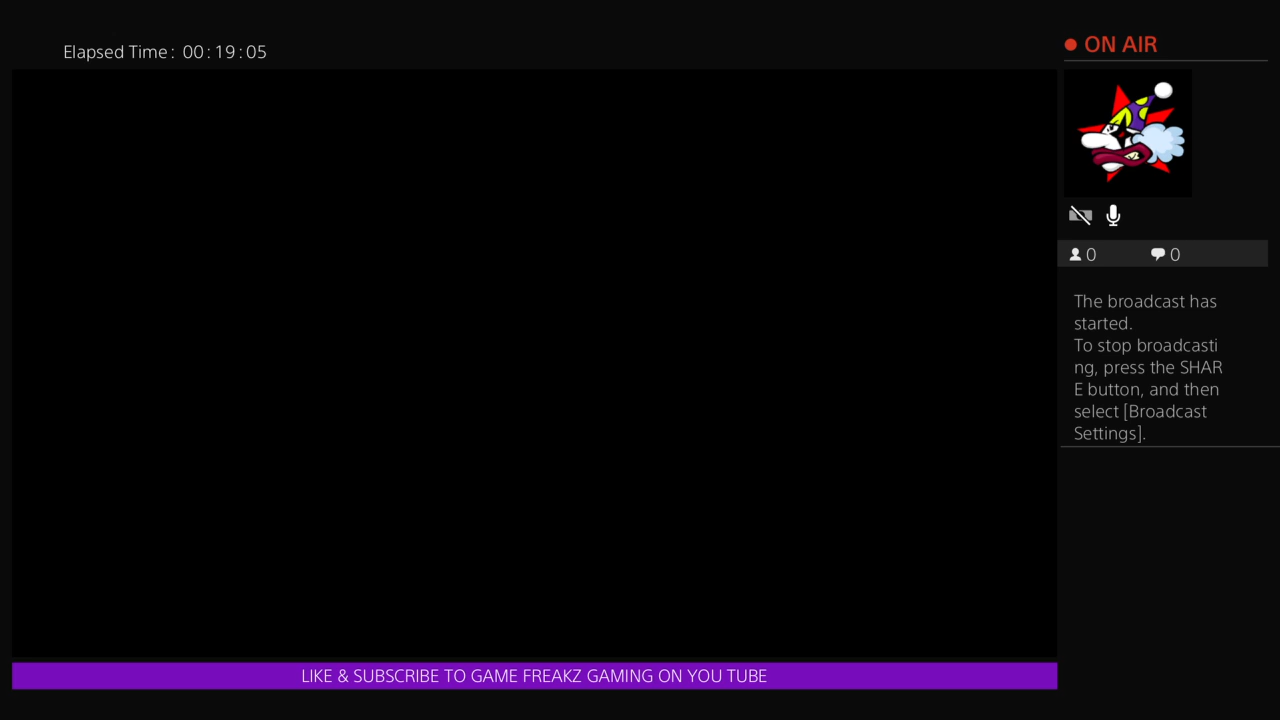 Elapsed Time: 00:19:05
ON AIR
0 0
The broadcast has
started.
To stop broadcasti
ng, press the SHAR
E button, and then
select [Broadcast
Settings].
LIKE & SUBSCRIBE TO GAME FREAKZ GAMING ON YOU TUBE